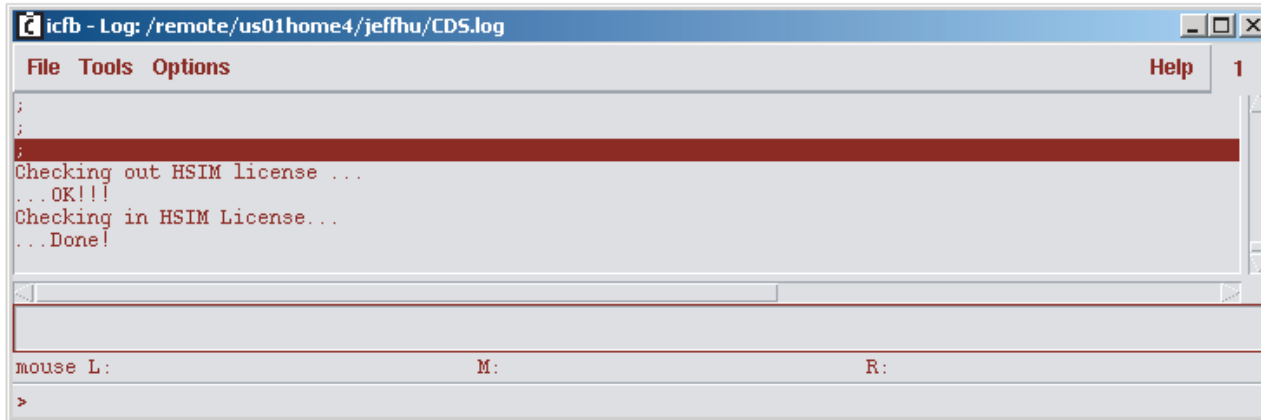 icfb - Log: /remote/us01home4/jeffhu/CDS.log
File Tools Options Help 1
;
;
;
Checking out HSIM license ...
...OK!!!
Checking in HSIM License...
...Done!
mouse L: M: R:
>